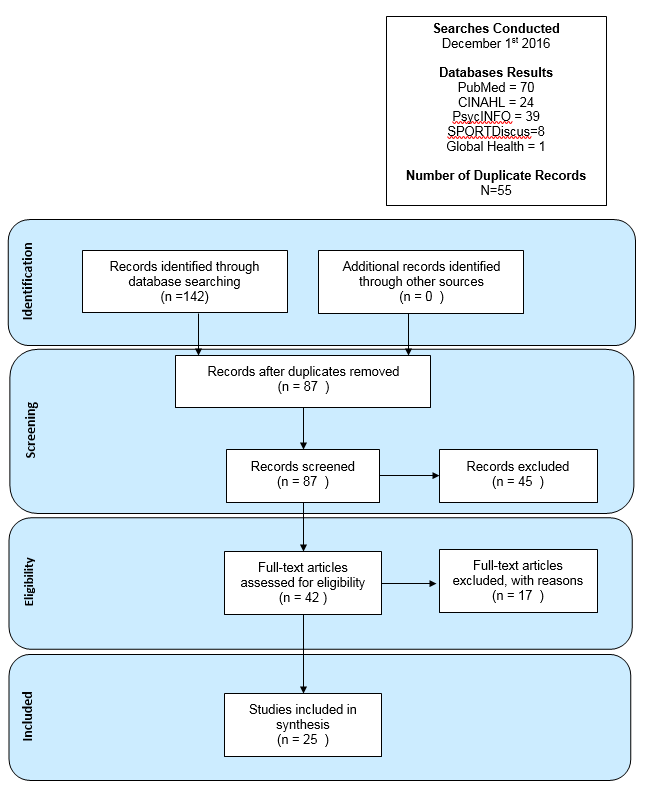 Searches Conducted
December 1st 2016
Databases Results
PubMed = 70
CINAHL = 24
PsycINFO = 39
SPORTDiscus=8
Global Health = 1
Number of Duplicate Records
N=55
Identification
Records identified through
database searching
(n =142)
Additional records identified
through other sources
(n = 0 )
Screening
Records after duplicates removed
(n = 87 )
Records screened
(n = 87 )
Records excluded
(n = 45 )
Eligibility
Full-text articles
assessed for eligibility
(n = 42 )
Full-text articles
excluded, with reasons
(n = 17 )
Included
Studies included in
synthesis
(n = 25 )